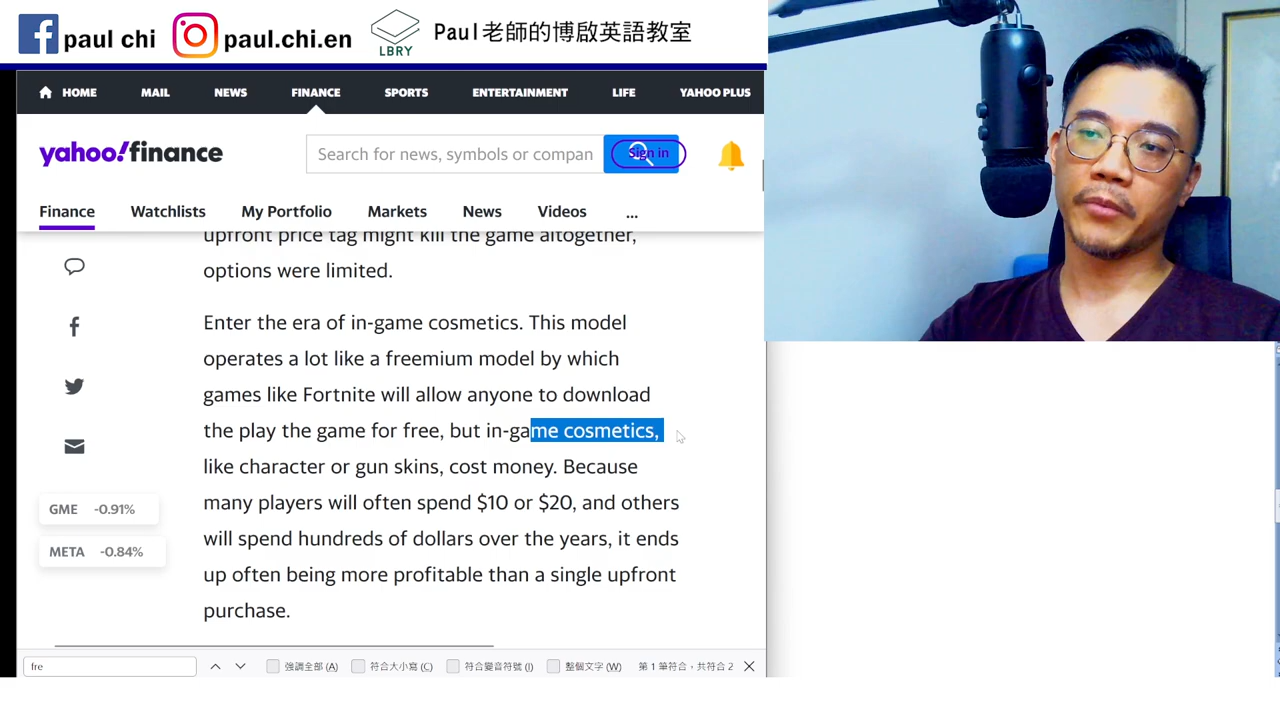 paul chi
paul.chi.en
LBRY
Paul老師的博啟英語教室
HOME MAIL NEWS FINANCE SPORTS ENTERTAINMENT LIFE YAHOO PLUS
yahoo!finance
Search for news, symbols or compan
Sign in
Finance Watchlists My Portfolio Markets News Videos ...
upfront price tag might kill the game altogether,
options were limited.
Enter the era of in-game cosmetics. This model
operates a lot like a freemium model by which
games like Fortnite will allow anyone to download
the play the game for free, but in-game cosmetics,
like character or gun skins, cost money. Because
many players will often spend $10 or $20, and others
will spend hundreds of dollars over the years, it ends
up often being more profitable than a single upfront
purchase.
GME -0.91%
META -0.84%
fre
強調全部 (A) 符合大小寫 (C) 符合變音符號 (I) 整個文字 (W) 第 1 筆符合，共符合 2